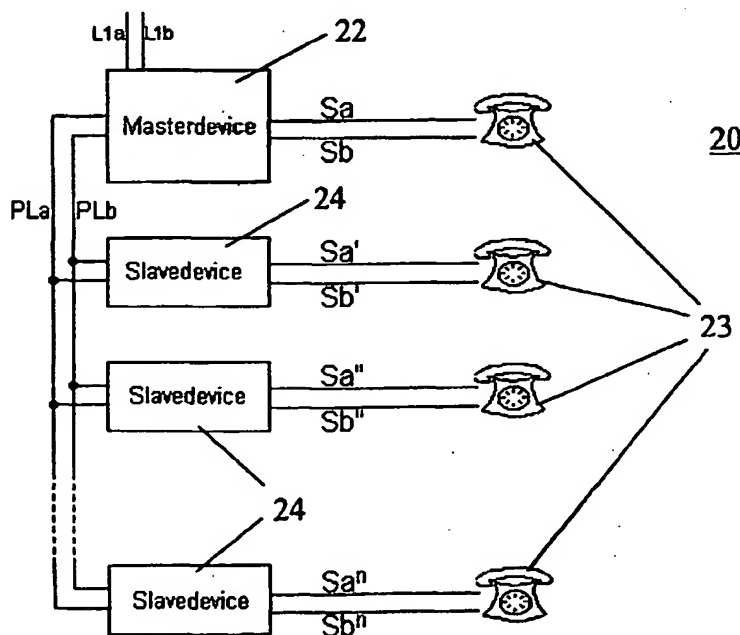 L1a L1b
22
Masterdevice
Sa
Sb
20
PLa PLb
24
Slavedevice
Sa'
Sb'
23
Slavedevice
Sa"
Sb"
24
Slavedevice
Saⁿ
Sbⁿ